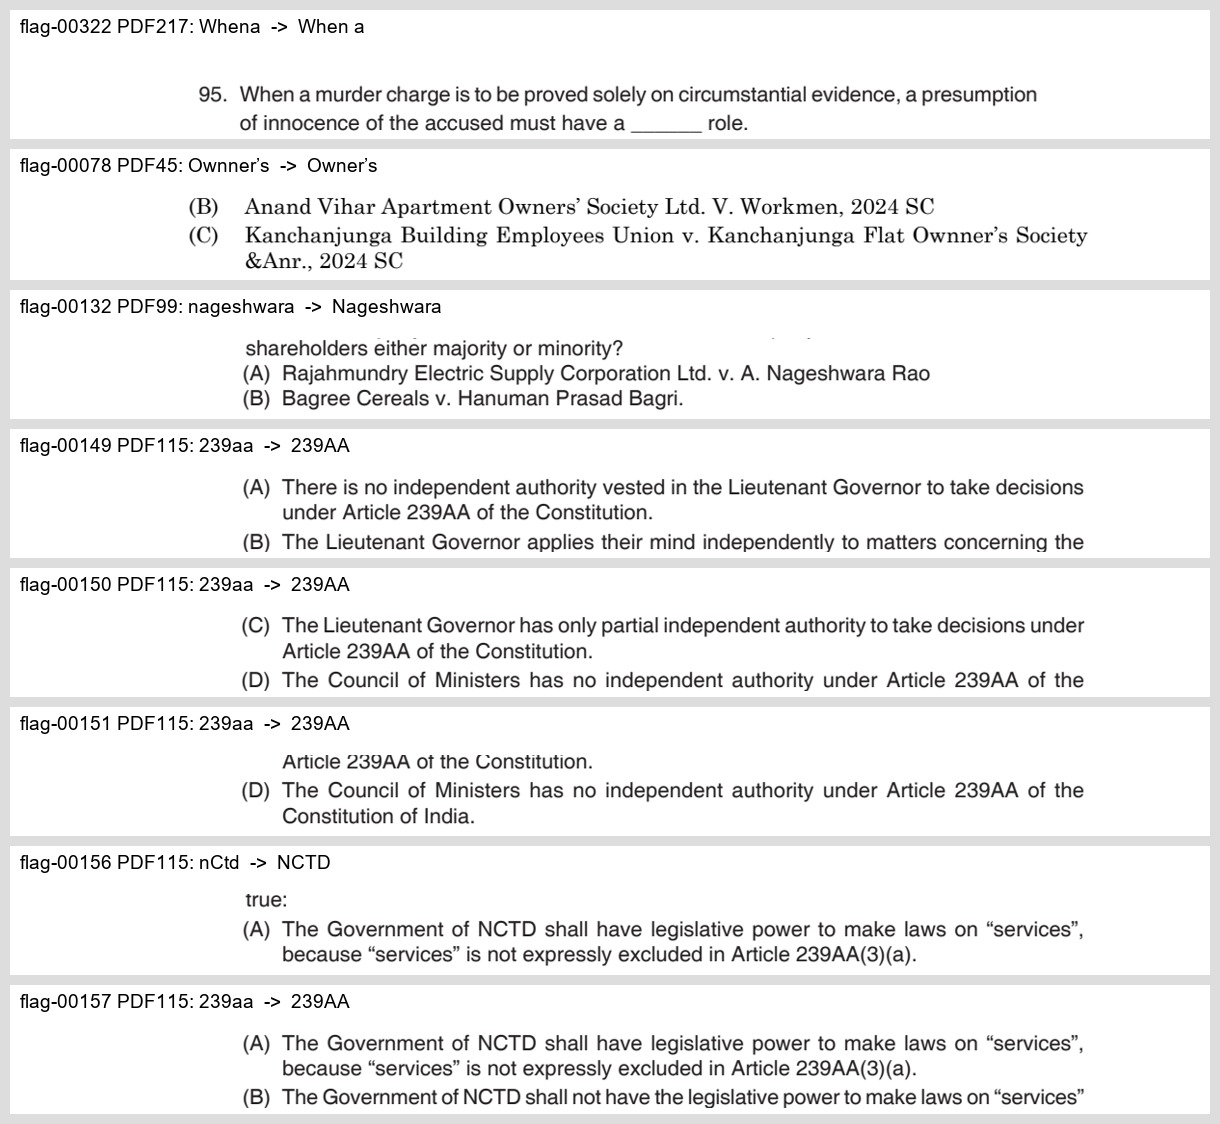 flag-00322 PDF217: Whena -> When a
95. When a murder charge is to be proved solely on circumstantial evidence, a presumption
of innocence of the accused must have a ______ role.
flag-00078 PDF45: Ownner’s -> Owner’s
(B) Anand Vihar Apartment Owners’ Society Ltd. V. Workmen, 2024 SC
(C) Kanchanjunga Building Employees Union v. Kanchanjunga Flat Ownner’s Society
&Anr., 2024 SC
flag-00132 PDF99: nageshwara -> Nageshwara
shareholders either majority or minority?
(A) Rajahmundry Electric Supply Corporation Ltd. v. A. Nageshwara Rao
(B) Bagree Cereals v. Hanuman Prasad Bagri.
flag-00149 PDF115: 239aa -> 239AA
(A) There is no independent authority vested in the Lieutenant Governor to take decisions
under Article 239AA of the Constitution.
(B) The Lieutenant Governor applies their mind independently to matters concerning the
flag-00150 PDF115: 239aa -> 239AA
(C) The Lieutenant Governor has only partial independent authority to take decisions under
Article 239AA of the Constitution.
(D) The Council of Ministers has no independent authority under Article 239AA of the
flag-00151 PDF115: 239aa -> 239AA
Article 239AA of the Constitution.
(D) The Council of Ministers has no independent authority under Article 239AA of the
Constitution of India.
flag-00156 PDF115: nCtd -> NCTD
true:
(A) The Government of NCTD shall have legislative power to make laws on “services”,
because “services” is not expressly excluded in Article 239AA(3)(a).
flag-00157 PDF115: 239aa -> 239AA
(A) The Government of NCTD shall have legislative power to make laws on “services”,
because “services” is not expressly excluded in Article 239AA(3)(a).
(B) The Government of NCTD shall not have the legislative power to make laws on “services”